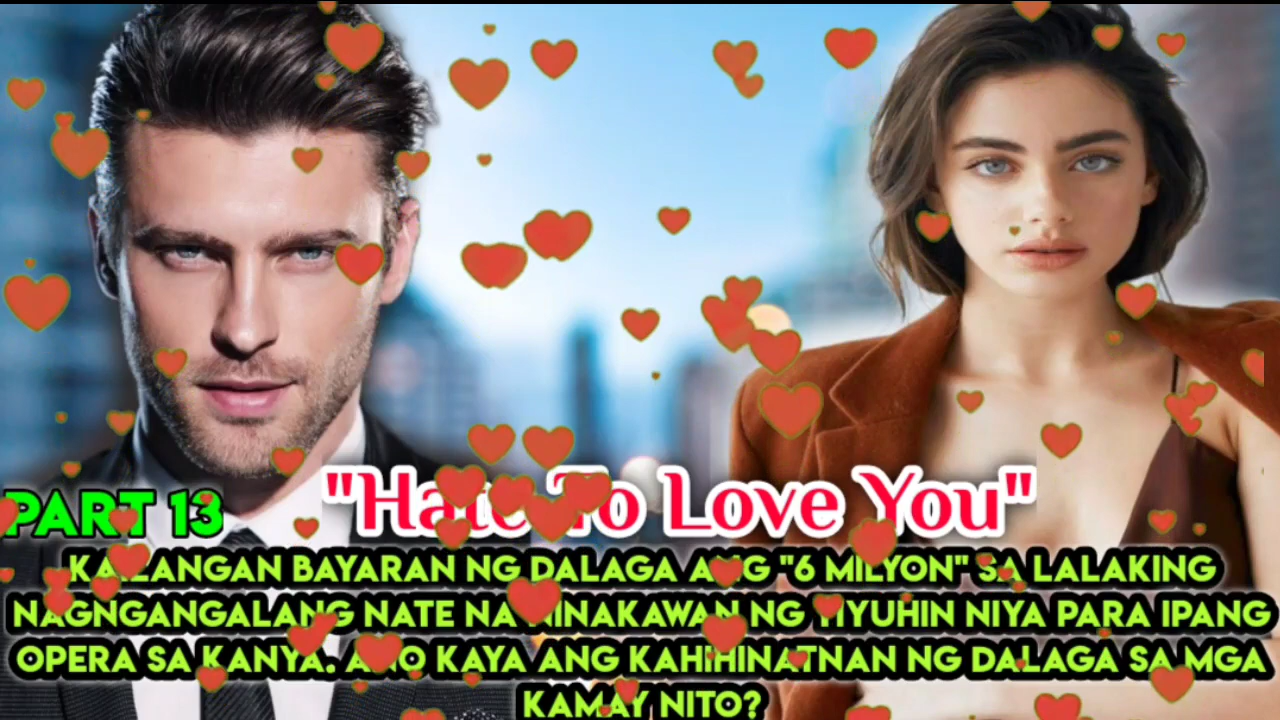 PART 13
"Hate To Love You"
KAILANGAN BAYARAN NG DALAGA ANG "6 MILYON" SA LALAKING
NAGNGANGALANG NATE NA NINAKAWAN NG TIYUHIN NIYA PARA IPANG
OPERA SA KANYA. ANO KAYA ANG KAHIHINATNAN NG DALAGA SA MGA
KAMAY NITO?